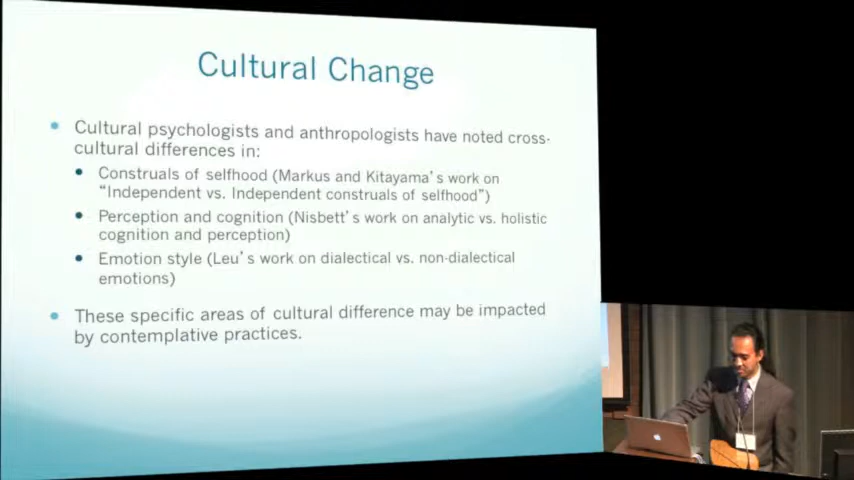 Cultural Change
Cultural psychologists and anthropologists have noted cross-
cultural differences in:
Construals of selfhood (Markus and Kitayama's work on
"Independent vs. Independent construals of selfhood")
Perception and cognition (Nisbett's work on analytic vs. holistic
cognition and perception)
Emotion style (Leu's work on dialectical vs. non-dialectical
emotions)
These specific areas of cultural difference may be impacted
by contemplative practices.